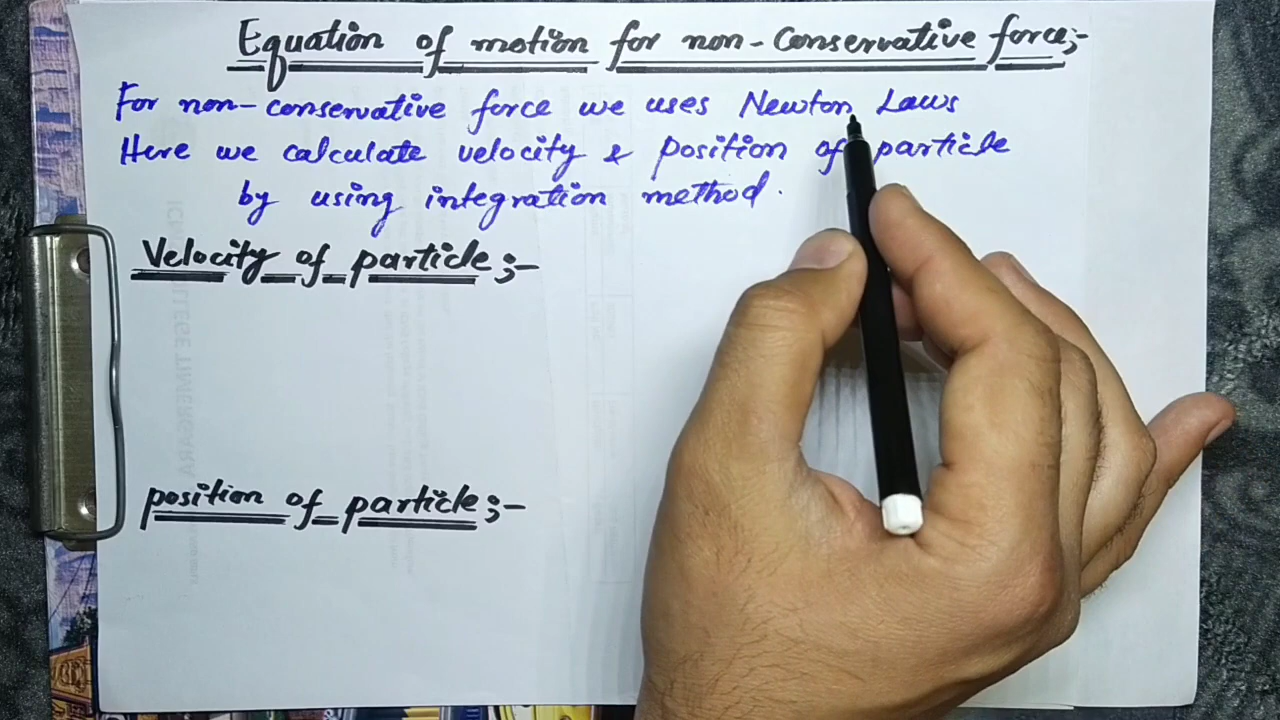 Equation of motion for non-Conservative force;-
For non-conservative force we uses Newton Laws
Here we calculate velocity & position of particle
by using integration method.
Velocity of particle;-
position of particle;-